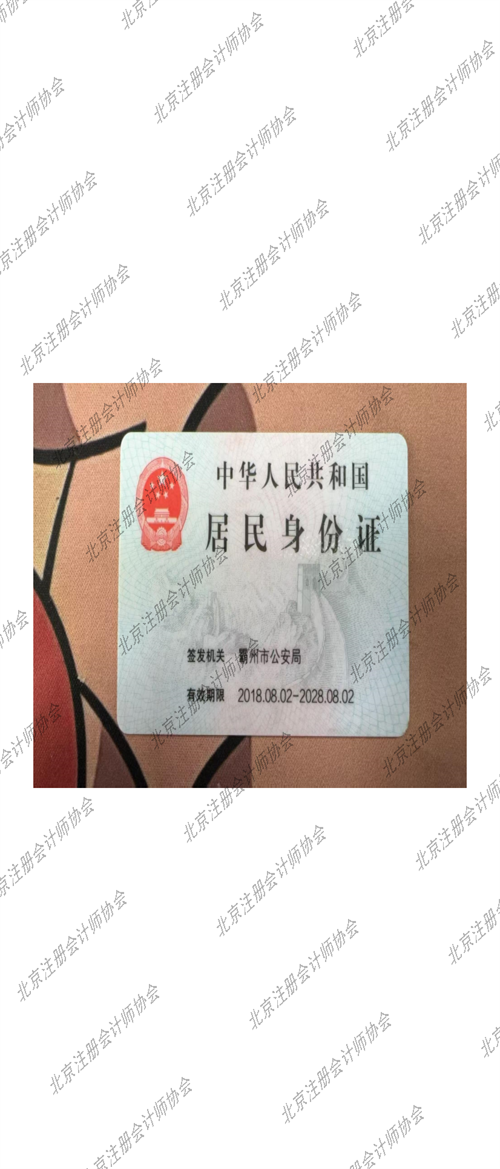 中华人民共和国
居民身份证
签发机关 霸州市公安局
有效期限 2018.08.02-2028.08.02
北京注册会计师协会